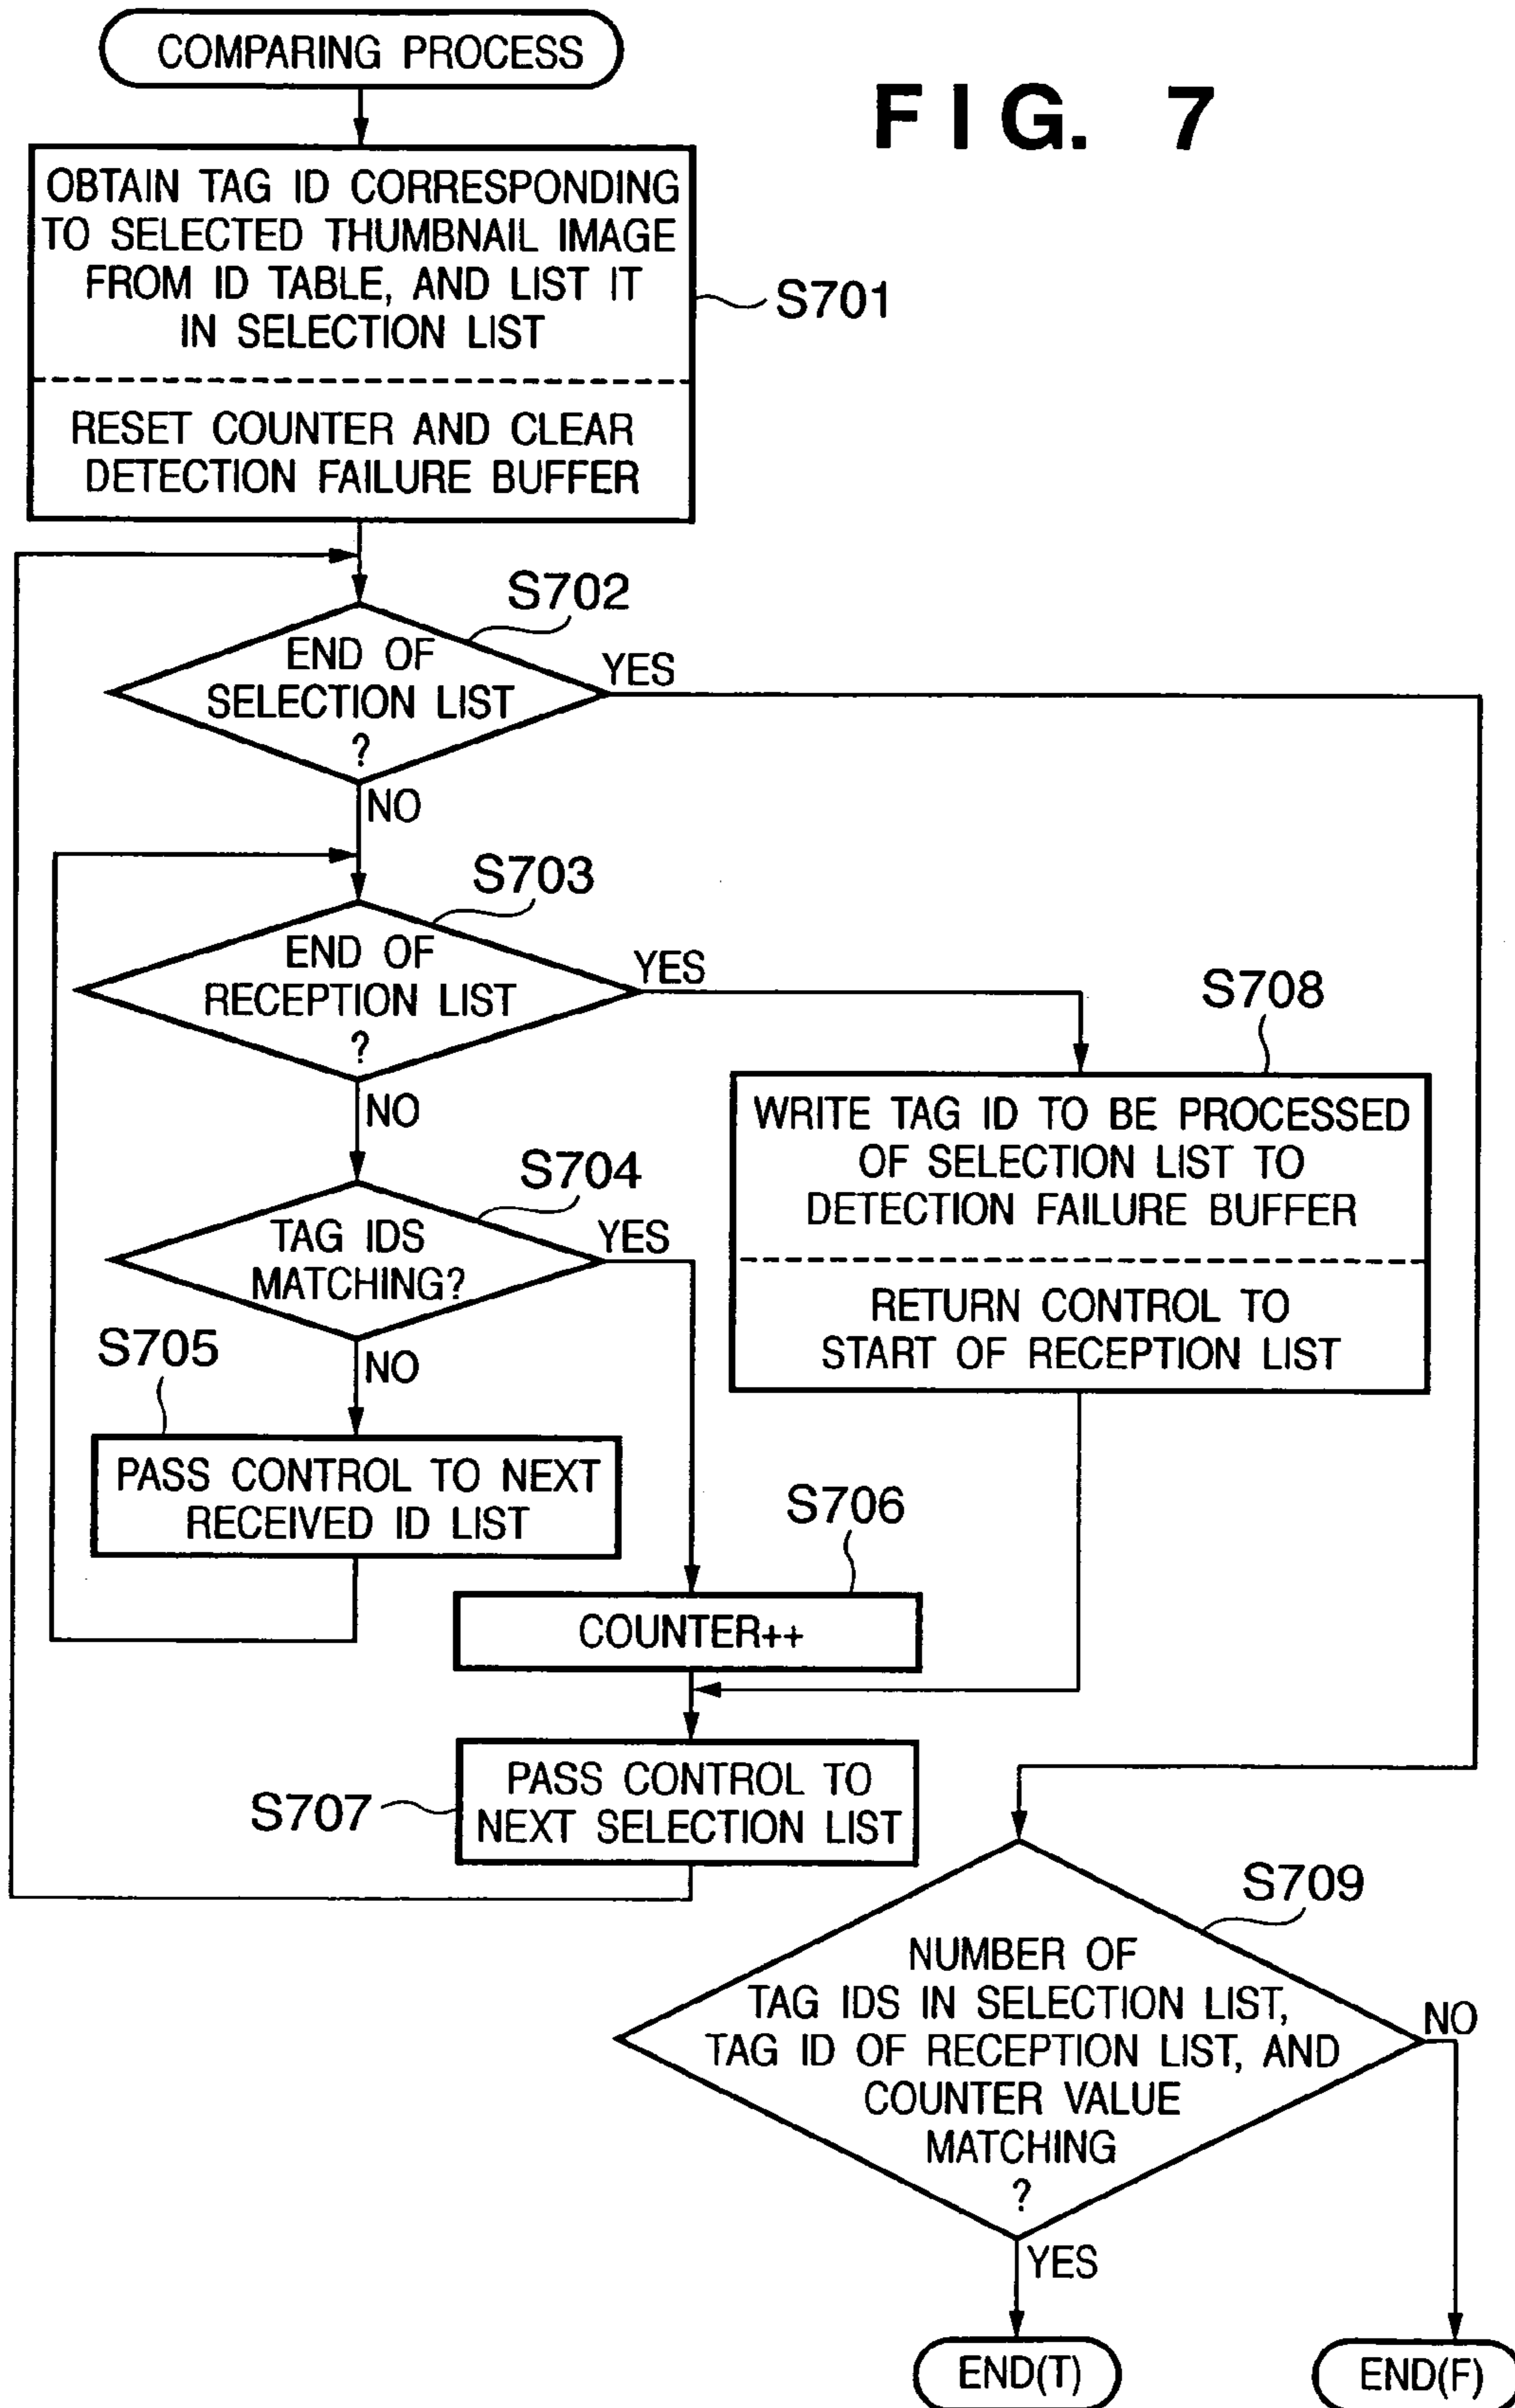 COMPARING PROCESS
FIG. 7
OBTAIN TAG ID CORRESPONDING
TO SELECTED THUMBNAIL IMAGE
FROM ID TABLE, AND LIST IT
IN SELECTION LIST
S701
RESET COUNTER AND CLEAR
DETECTION FAILURE BUFFER
S702
END OF
SELECTION LIST
?
YES
NO
S703
END OF
RECEPTION LIST
?
YES
NO
S708
WRITE TAG ID TO BE PROCESSED
OF SELECTION LIST TO
DETECTION FAILURE BUFFER
RETURN CONTROL TO
START OF RECEPTION LIST
S704
TAG IDS
MATCHING?
YES
NO
S705
PASS CONTROL TO NEXT
RECEIVED ID LIST
S706
COUNTER++
S707
PASS CONTROL TO
NEXT SELECTION LIST
S709
NUMBER OF
TAG IDS IN SELECTION LIST,
TAG ID OF RECEPTION LIST, AND
COUNTER VALUE
MATCHING
?
NO
YES
END(T)
END(F)